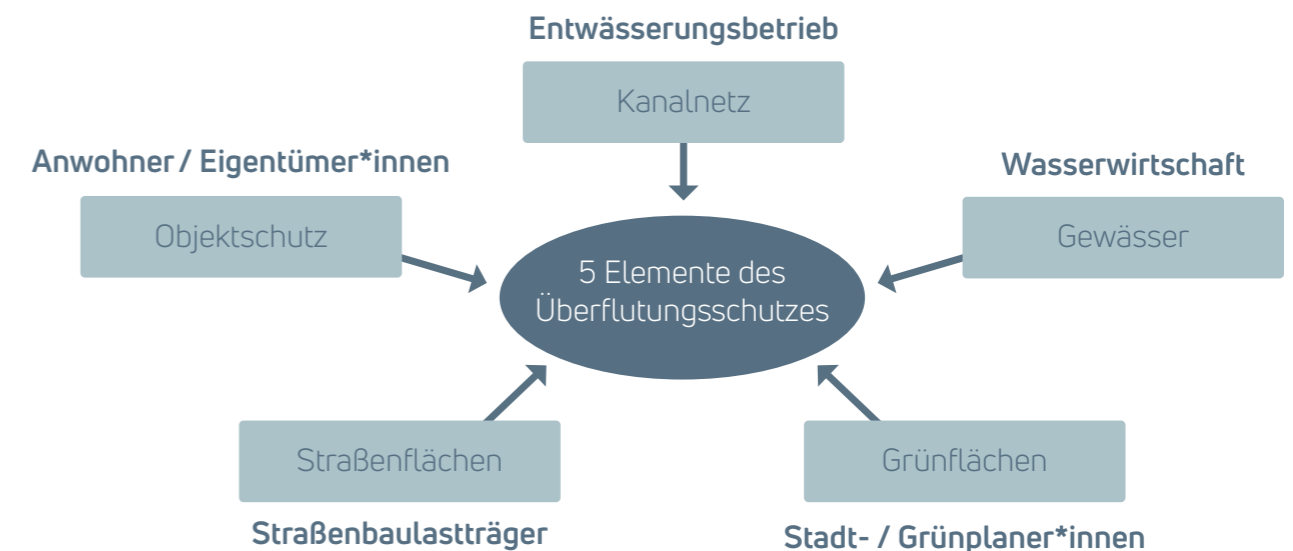 Entwässerungsbetrieb
Kanalnetz
Anwohner / Eigentümer*innen
Objektschutz
Wasserwirtschaft
Gewässer
5 Elemente des
Überflutungsschutzes
Straßenflächen
Straßenbaulastträger
Grünflächen
Stadt- / Grünplaner*innen